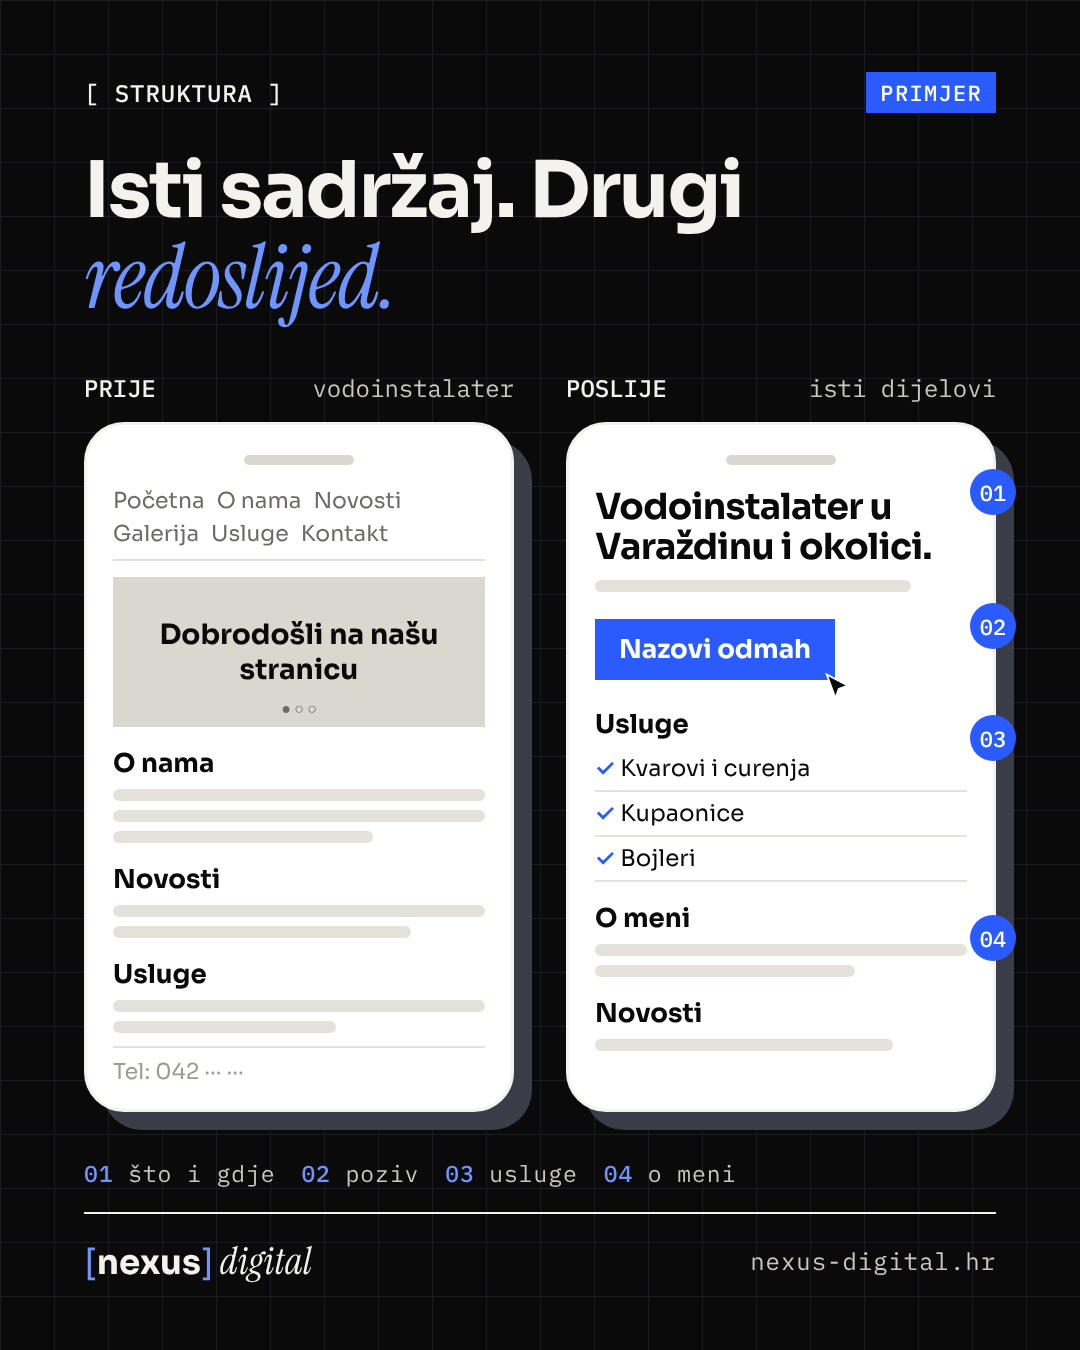 [ STRUKTURA ]
PRIMJER
Isti sadržaj. Drugi
redoslijed.
PRIJE
vodoinstalater
Početna O nama Novosti
Galerija Usluge Kontakt
Dobrodošli na našu
stranicu
O nama
Novosti
Usluge
Tel: 042 ··· ···
POSLIJE
isti dijelovi
Vodoinstalater u
Varaždinu i okolici.
01
Nazovi odmah
02
Usluge
03
Kvarovi i curenja
Kupaonice
Bojleri
O meni
04
Novosti
01 što i gdje 02 poziv 03 usluge 04 o meni
[nexus] digital
nexus-digital.hr